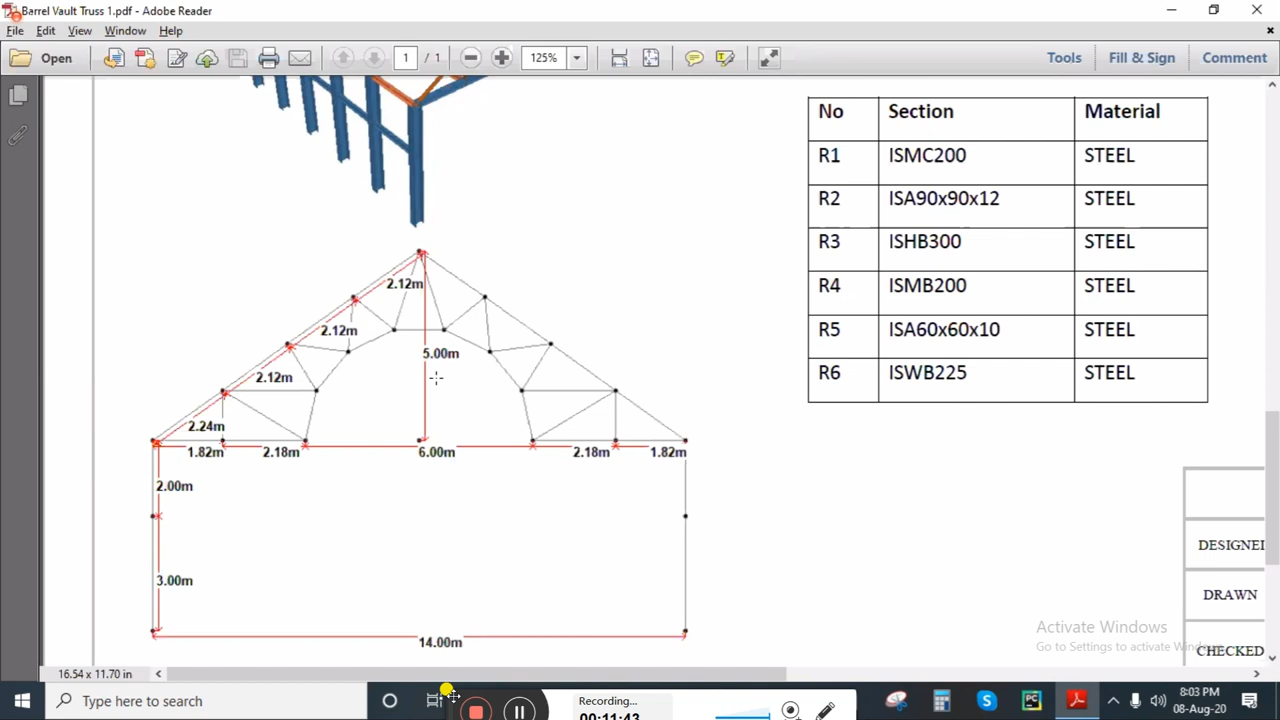 Barrel Vault Truss 1.pdf - Adobe Reader
File Edit View Window Help
Open 1 / 1 125% Tools Fill & Sign Comment
No Section Material
R1 ISMC200 STEEL
R2 ISA90x90x12 STEEL
R3 ISHB300 STEEL
R4 ISMB200 STEEL
R5 ISA60x60x10 STEEL
R6 ISWB225 STEEL
2.12m
2.12m
5.00m
2.12m
2.24m
1.82m 2.18m 6.00m 2.18m 1.82m
2.00m
3.00m
14.00m
DESIGNED
DRAWN
CHECKED
Activate Windows
Go to Settings to activate Windows.
16.54 x 11.70 in
Type here to search
Recording...
00:11:43
8:03 PM
08-Aug-20